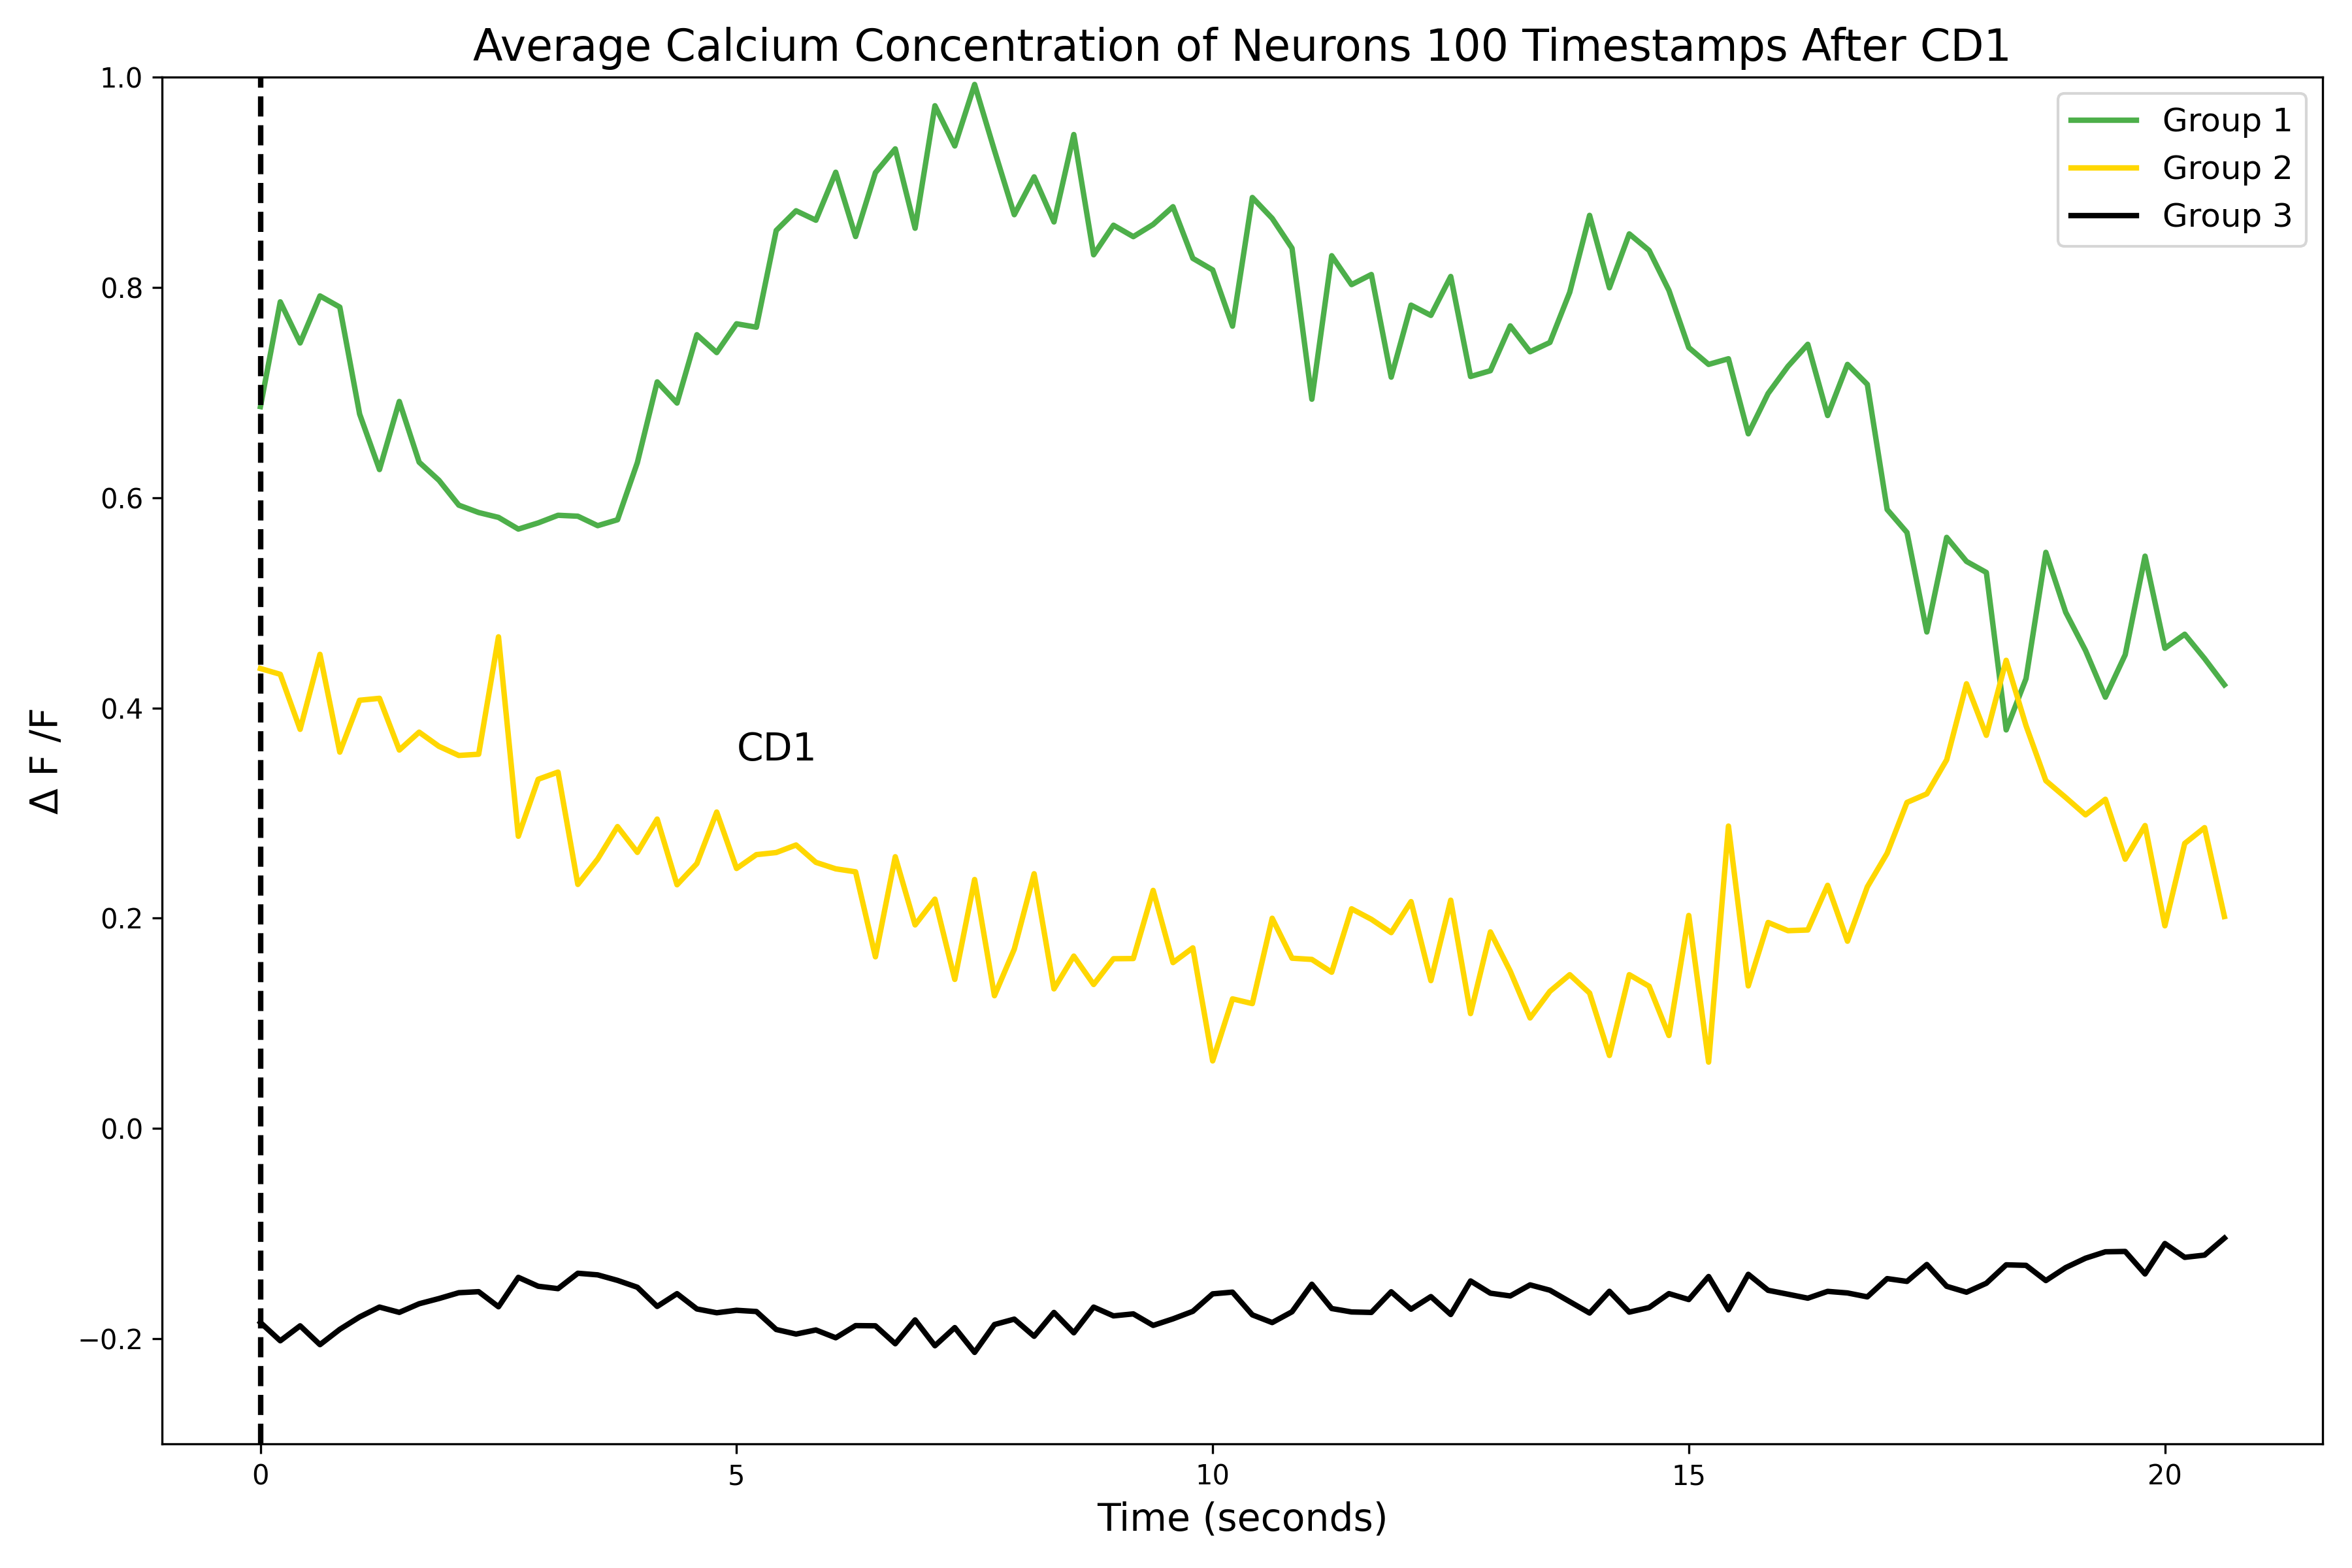 Average Calcium Concentration of Neurons 100 Timestamps After CD1
1.0
0.8
0.6
0.4
0.2
0.0
−0.2
Δ F /F
Group 1
Group 2
Group 3
CD1
0 5 10 15 20
Time (seconds)